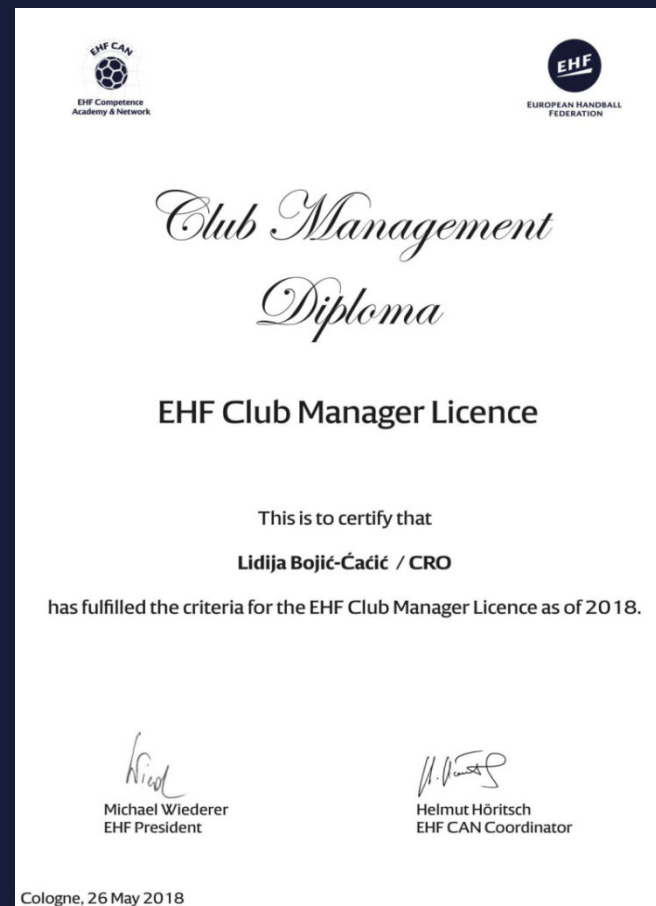 EHF CAN
EHF Competence
Academy & Network
EHF
EUROPEAN HANDBALL
FEDERATION
Club Management
Diploma
EHF Club Manager Licence
This is to certify that
Lidija Bojić-Ćaćić / CRO
has fulfilled the criteria for the EHF Club Manager Licence as of 2018.
Michael Wiederer
EHF President
Helmut Höritsch
EHF CAN Coordinator
Cologne, 26 May 2018